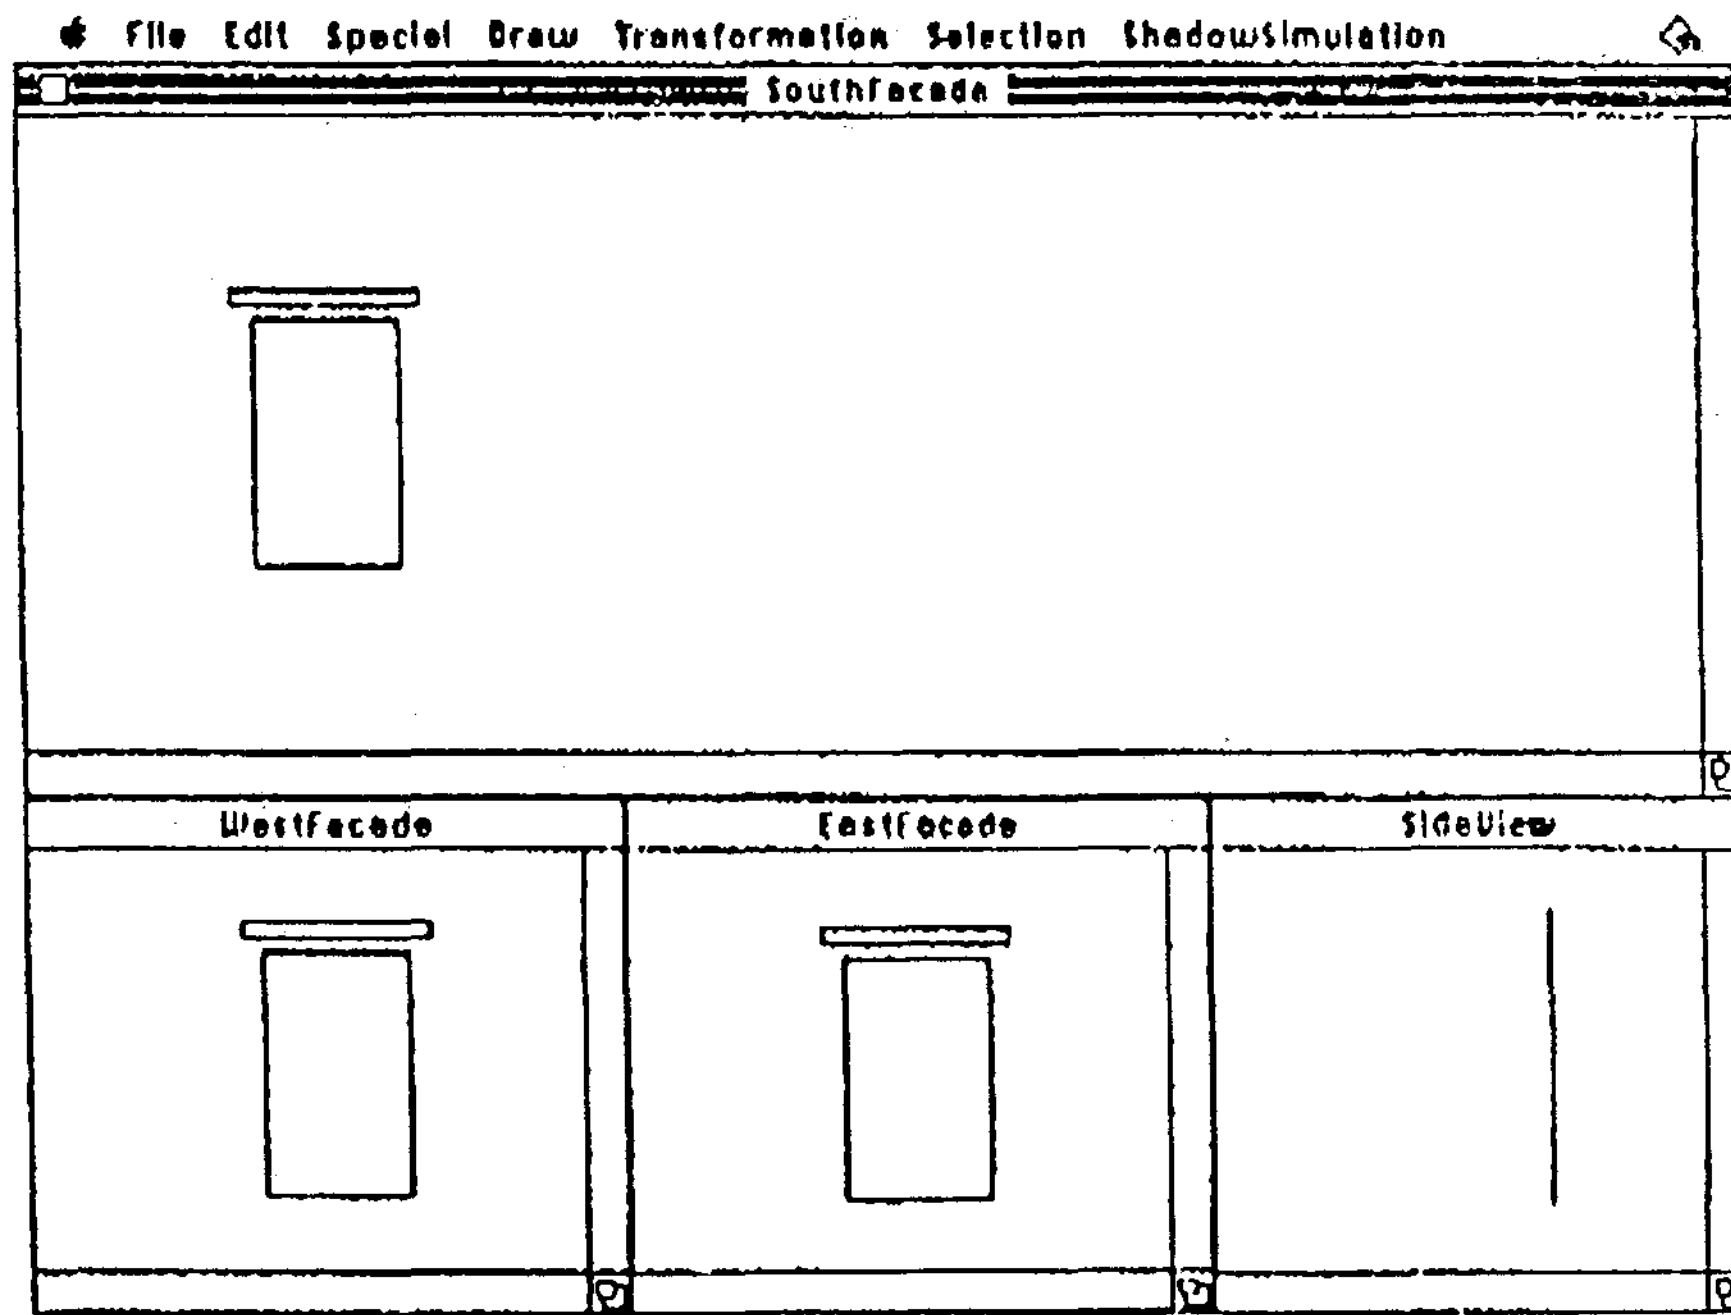 File Edit Special Draw Transformation Selection ShadowSimulation
SouthFacade
WestFacade EastFacade SideView